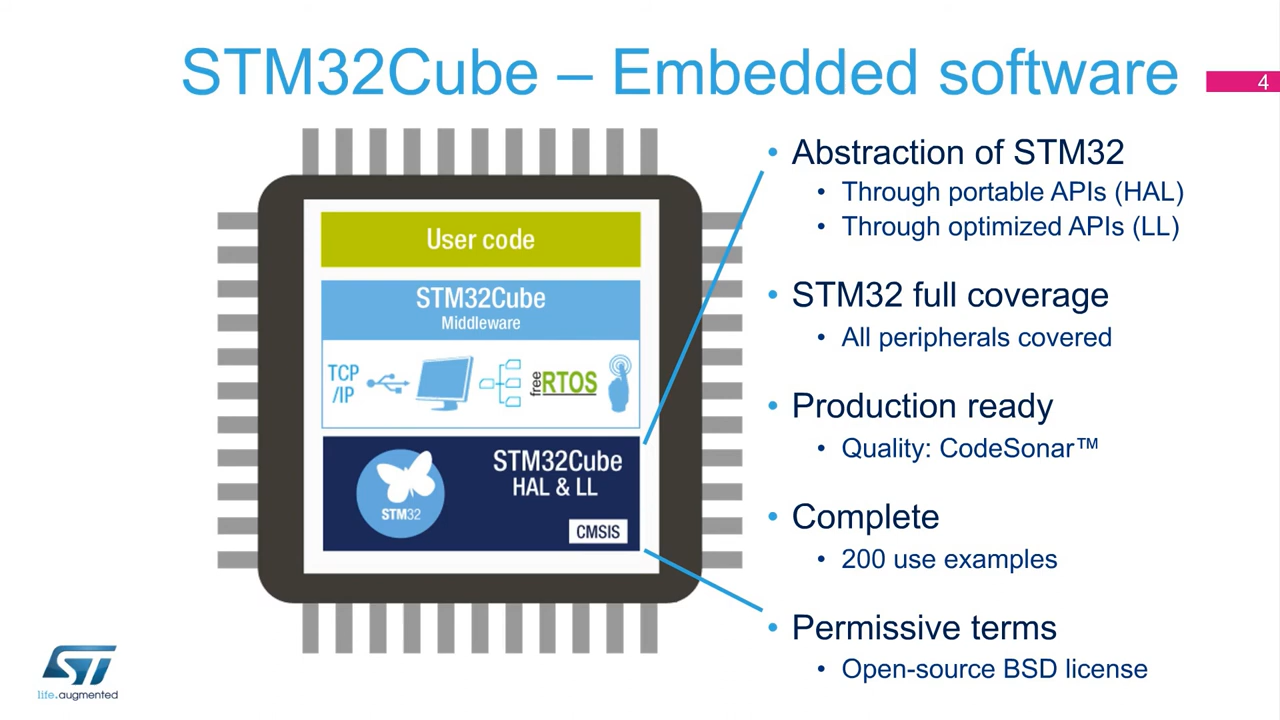 STM32Cube – Embedded software
4
User code
STM32Cube
Middleware
TCP
/IP
free
RTOS
STM32Cube
HAL & LL
STM32
CMSIS
• Abstraction of STM32
• Through portable APIs (HAL)
• Through optimized APIs (LL)
• STM32 full coverage
• All peripherals covered
• Production ready
• Quality: CodeSonar™
• Complete
• 200 use examples
• Permissive terms
• Open-source BSD license
ST
life.augmented